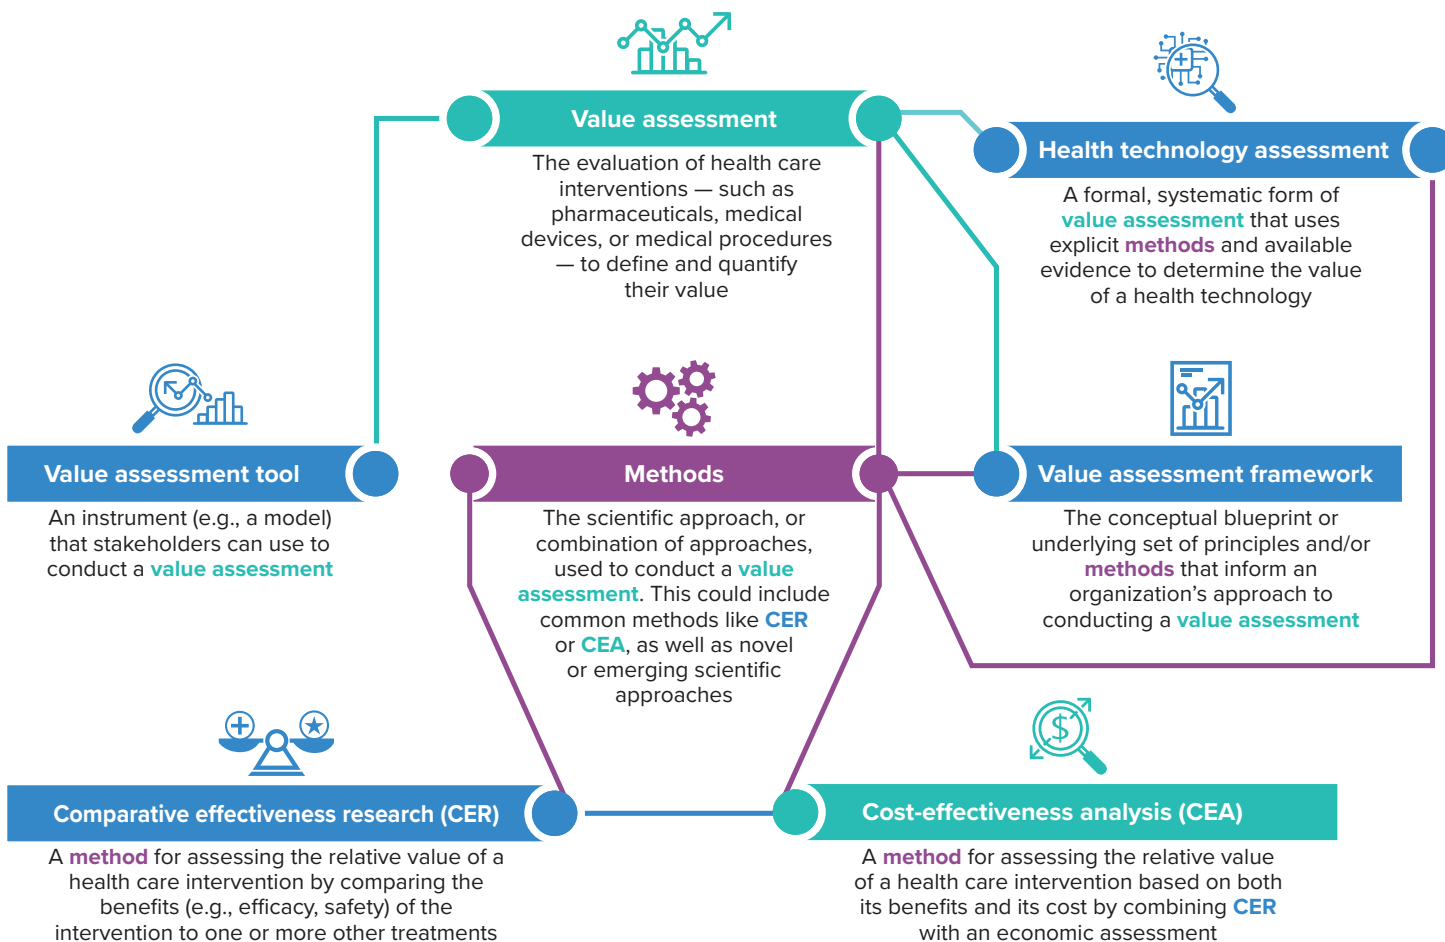 Value assessment
The evaluation of health care
interventions — such as
pharmaceuticals, medical
devices, or medical procedures
— to define and quantify
their value
Health technology assessment
A formal, systematic form of
value assessment that uses
explicit methods and available
evidence to determine the value
of a health technology
Value assessment tool
An instrument (e.g., a model)
that stakeholders can use to
conduct a value assessment
Methods
The scientific approach, or
combination of approaches,
used to conduct a value
assessment. This could include
common methods like CER
or CEA, as well as novel
or emerging scientific
approaches
Value assessment framework
The conceptual blueprint or
underlying set of principles and/or
methods that inform an
organization’s approach to
conducting a value assessment
Comparative effectiveness research (CER)
A method for assessing the relative value of a
health care intervention by comparing the
benefits (e.g., efficacy, safety) of the
intervention to one or more other treatments
$
Cost-effectiveness analysis (CEA)
A method for assessing the relative value
of a health care intervention based on both
its benefits and its cost by combining CER
with an economic assessment